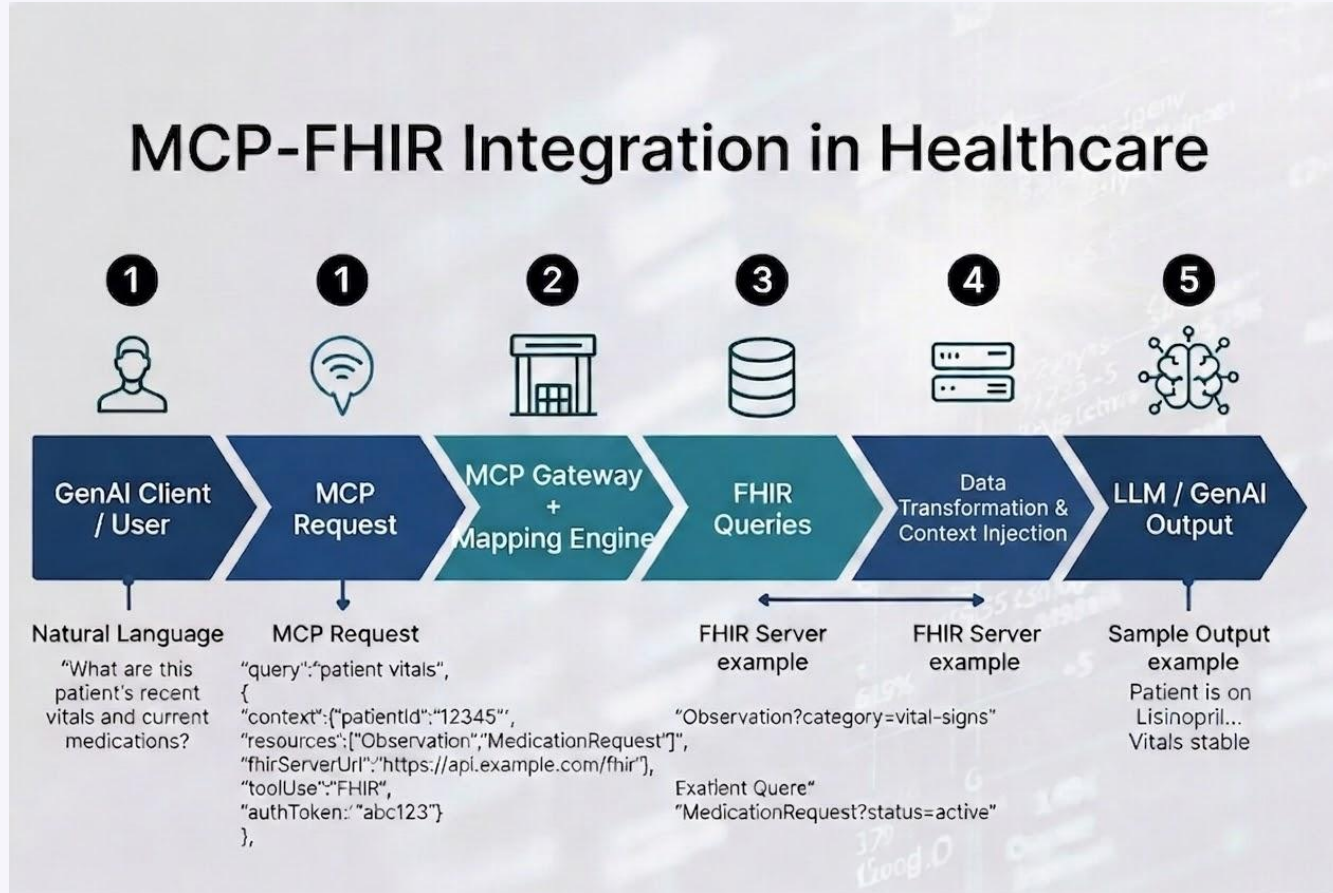 MCP-FHIR Integration in Healthcare
1
1
2
3
4
5
GenAI Client
/ User
MCP
Request
MCP Gateway
+
Mapping Engine
FHIR
Queries
Data
Transformation &
Context Injection
LLM / GenAI
Output
Natural Language
"What are this
patient's recent
vitals and current
medications?
MCP Request
"query":"patient vitals",
{
"context":{"patientId":"12345"',
"resources":["Observation","MedicationRequest"]",
"fhirServerUrl":"https://api.example.com/fhir"},
"toolUse":"FHIR",
"authToken:'"abc123"}
},
FHIR Server
example
FHIR Server
example
"Observation?category=vital-signs"
Exatient Quere"
"MedicationRequest?status=active"
Sample Output
example
Patient is on
Lisinopril...
Vitals stable